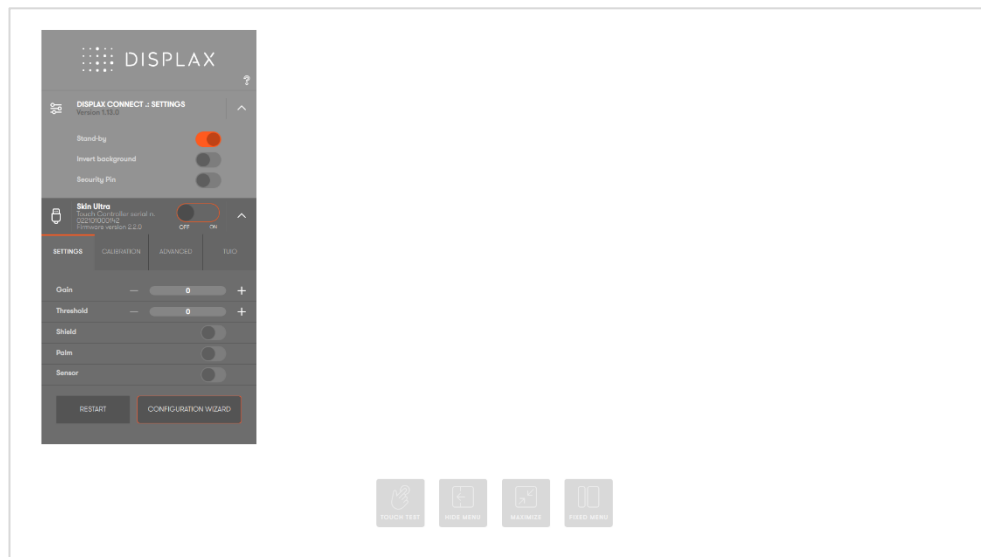 DISPLAX
?
DISPLAX CONNECT .: SETTINGS
Version 1.13.0
Stand-by
Invert background
Security Pin
Skin Ultra
Touch Controller serial n:
Firmware version 2.2.0
OFF ON
SETTINGS CALIBRATION ADVANCED TUIO
Gain — 0 +
Threshold — 0 +
Shield
Palm
Sensor
RESTART CONFIGURATION WIZARD
TOUCH TEST HIDE MENU MAXIMIZE FIXED MENU